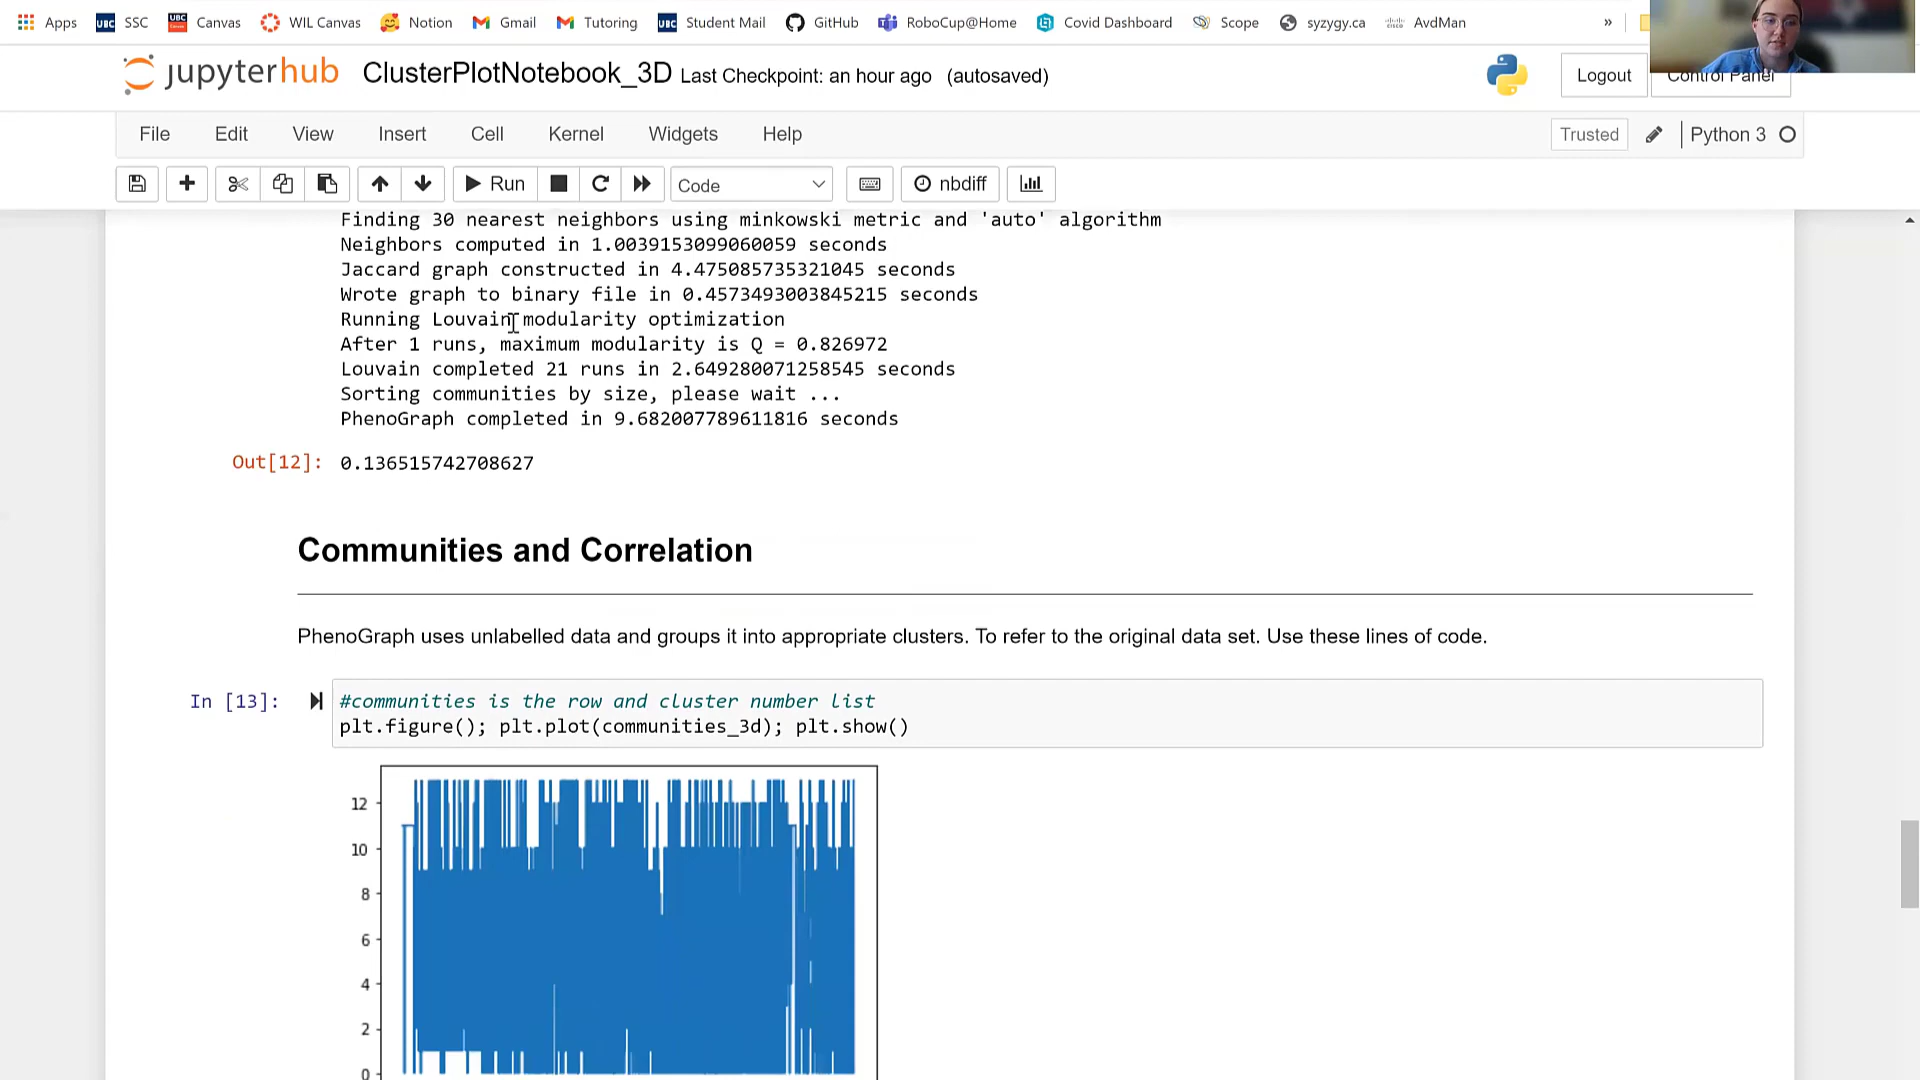 Apps SSC Canvas WIL Canvas Notion Gmail Tutoring Student Mail GitHub RoboCup@Home Covid Dashboard Scope syzygy.ca AvdMan »
jupyterhub ClusterPlotNotebook_3D Last Checkpoint: an hour ago (autosaved) Logout Control Panel
File Edit View Insert Cell Kernel Widgets Help Trusted Python 3
Run Code nbdiff
Finding 30 nearest neighbors using minkowski metric and 'auto' algorithm
Neighbors computed in 1.0039153099060059 seconds
Jaccard graph constructed in 4.475085735321045 seconds
Wrote graph to binary file in 0.4573493003845215 seconds
Running Louvain modularity optimization
After 1 runs, maximum modularity is Q = 0.826972
Louvain completed 21 runs in 2.649280071258545 seconds
Sorting communities by size, please wait ...
PhenoGraph completed in 9.682007789611816 seconds
Out[12]: 0.136515742708627
Communities and Correlation
PhenoGraph uses unlabelled data and groups it into appropriate clusters. To refer to the original data set. Use these lines of code.
In [13]: #communities is the row and cluster number list
plt.figure(); plt.plot(communities_3d); plt.show()
12
10
8
6
4
2
0